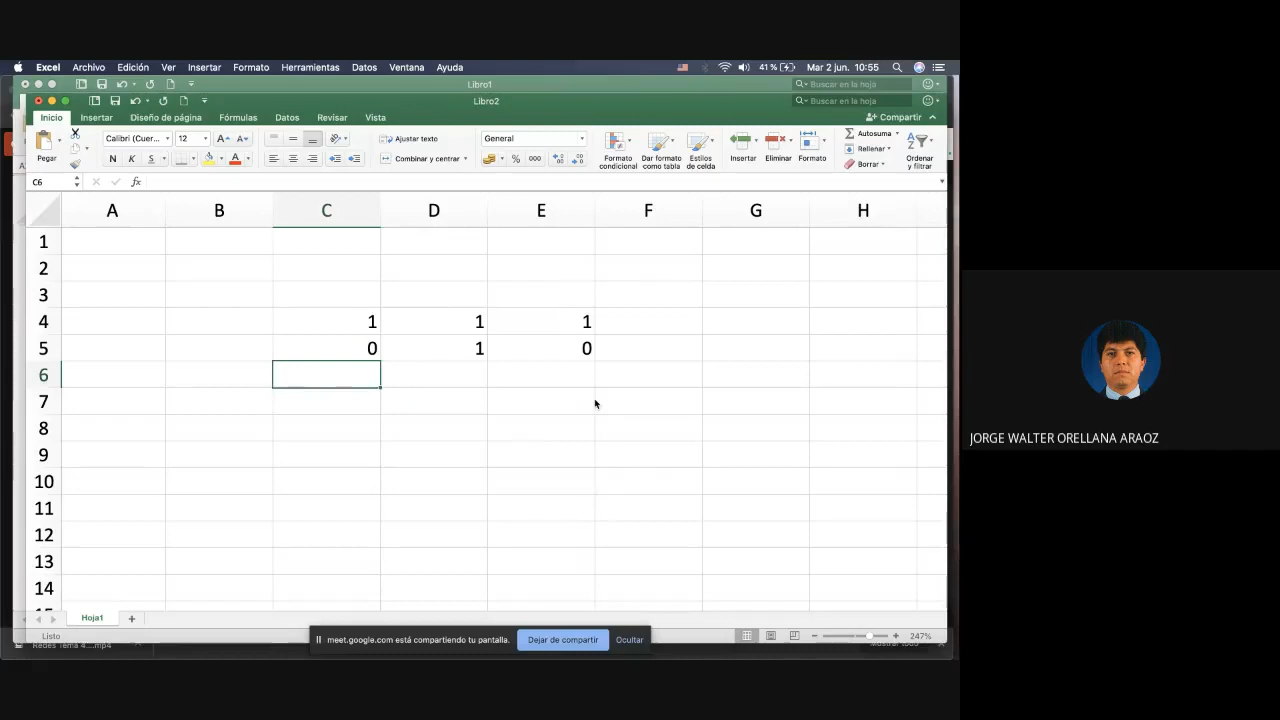 Excel Archivo Edición Ver Insertar Formato Herramientas Datos Ventana Ayuda 41 % Mar 2 jun. 10:55
Libro1 Buscar en la hoja
Libro2 Buscar en la hoja
Inicio Insertar Diseño de página Fórmulas Datos Revisar Vista Compartir
Calibri (Cuer... 12 A A Ajustar texto General Autosuma
Rellenar
Pegar N K S A Combinar y centrar % 000 Formato condicional Dar formato como tabla Estilos de celda Insertar Eliminar Formato Borrar Ordenar y filtrar
C6 fx
A B C D E F G H
1
2
3
4 1 1 1
5 0 1 0
6
7
8
9
10
11
12
13
14
JORGE WALTER ORELLANA ARAOZ
Hoja1 +
Listo meet.google.com está compartiendo tu pantalla. Dejar de compartir Ocultar 247%
Redes Tema 4....mp4